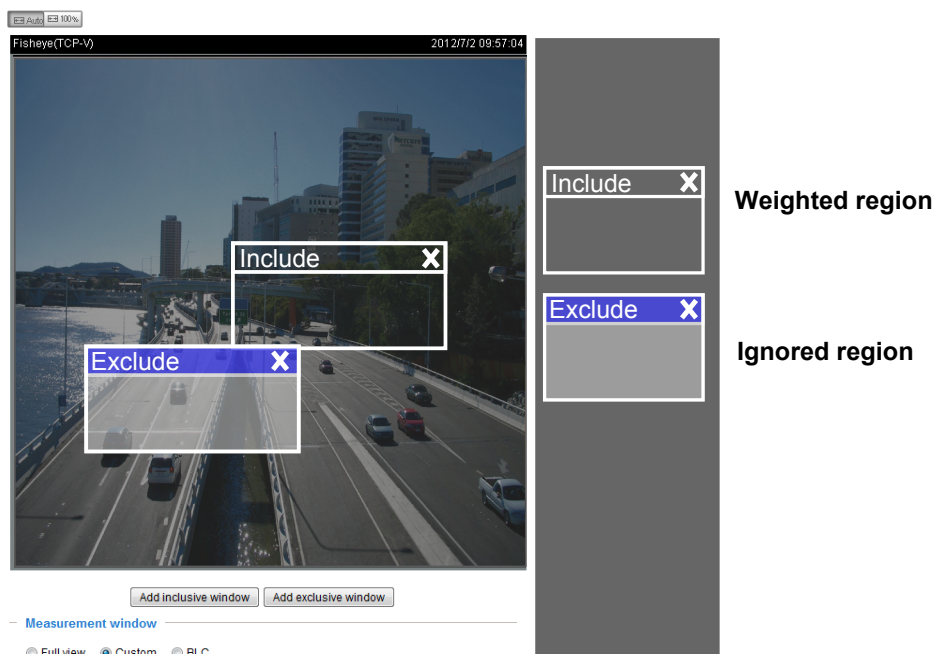 Auto 100%
Fisheye(TCP-V) 2012/7/2 09:57:04
MERCURE
Include
Exclude
Include
Weighted region
Exclude
Ignored region
Add inclusive window Add exclusive window
Measurement window
Full view Custom BLC